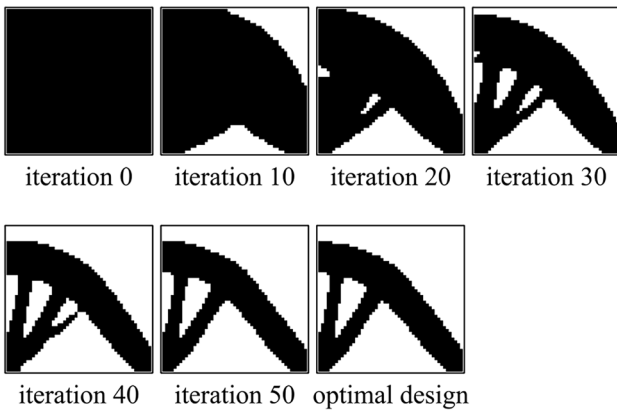 iteration 0
iteration 10
iteration 20
iteration 30
iteration 40
iteration 50
optimal design